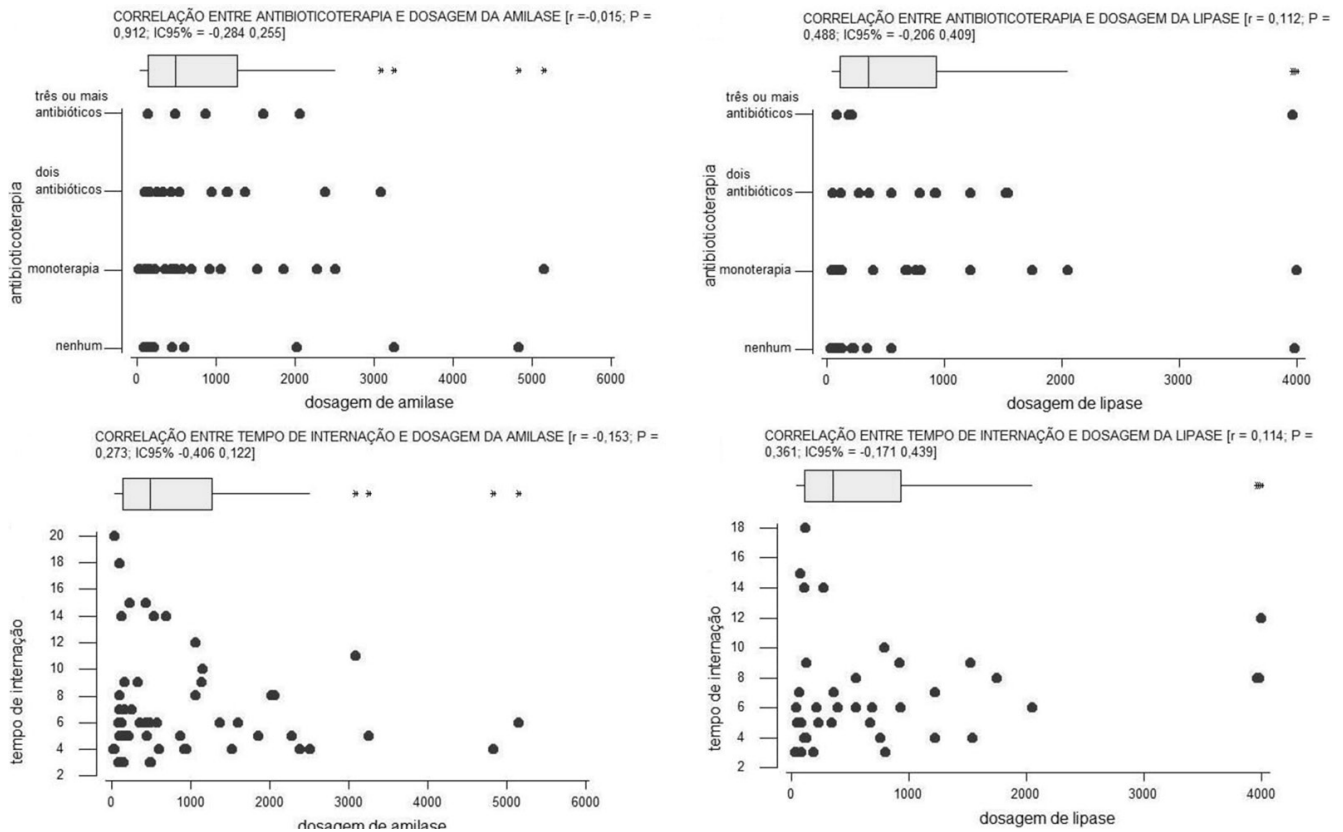 CORRELAÇÃO ENTRE ANTIBIOTICOTERAPIA E DOSAGEM DA AMILASE [r =-0,015; P =
0,912; IC95% = -0,284 0,255]
três ou mais
antibióticos
dois
antibióticos
monoterapia
nenhum
antibioticoterapia
0 1000 2000 3000 4000 5000 6000
dosagem de amilase
CORRELAÇÃO ENTRE ANTIBIOTICOTERAPIA E DOSAGEM DA LIPASE [r = 0,112; P =
0,488; IC95% = -0,206 0,409]
três ou mais
antibióticos
dois
antibióticos
monoterapia
nenhum
antibioticoterapia
0 1000 2000 3000 4000
dosagem de lipase
CORRELAÇÃO ENTRE TEMPO DE INTERNAÇÃO E DOSAGEM DA AMILASE [r = -0,153; P =
0,273; IC95% -0,406 0,122]
20
18
16
14
12
10
8
6
4
2
tempo de internação
0 1000 2000 3000 4000 5000 6000
dosagem de amilase
CORRELAÇÃO ENTRE TEMPO DE INTERNAÇÃO E DOSAGEM DA LIPASE [r = 0,114; P =
0,361; IC95% = -0,171 0,439]
18
16
14
12
10
8
6
4
2
tempo de internação
0 1000 2000 3000 4000
dosagem de lipase